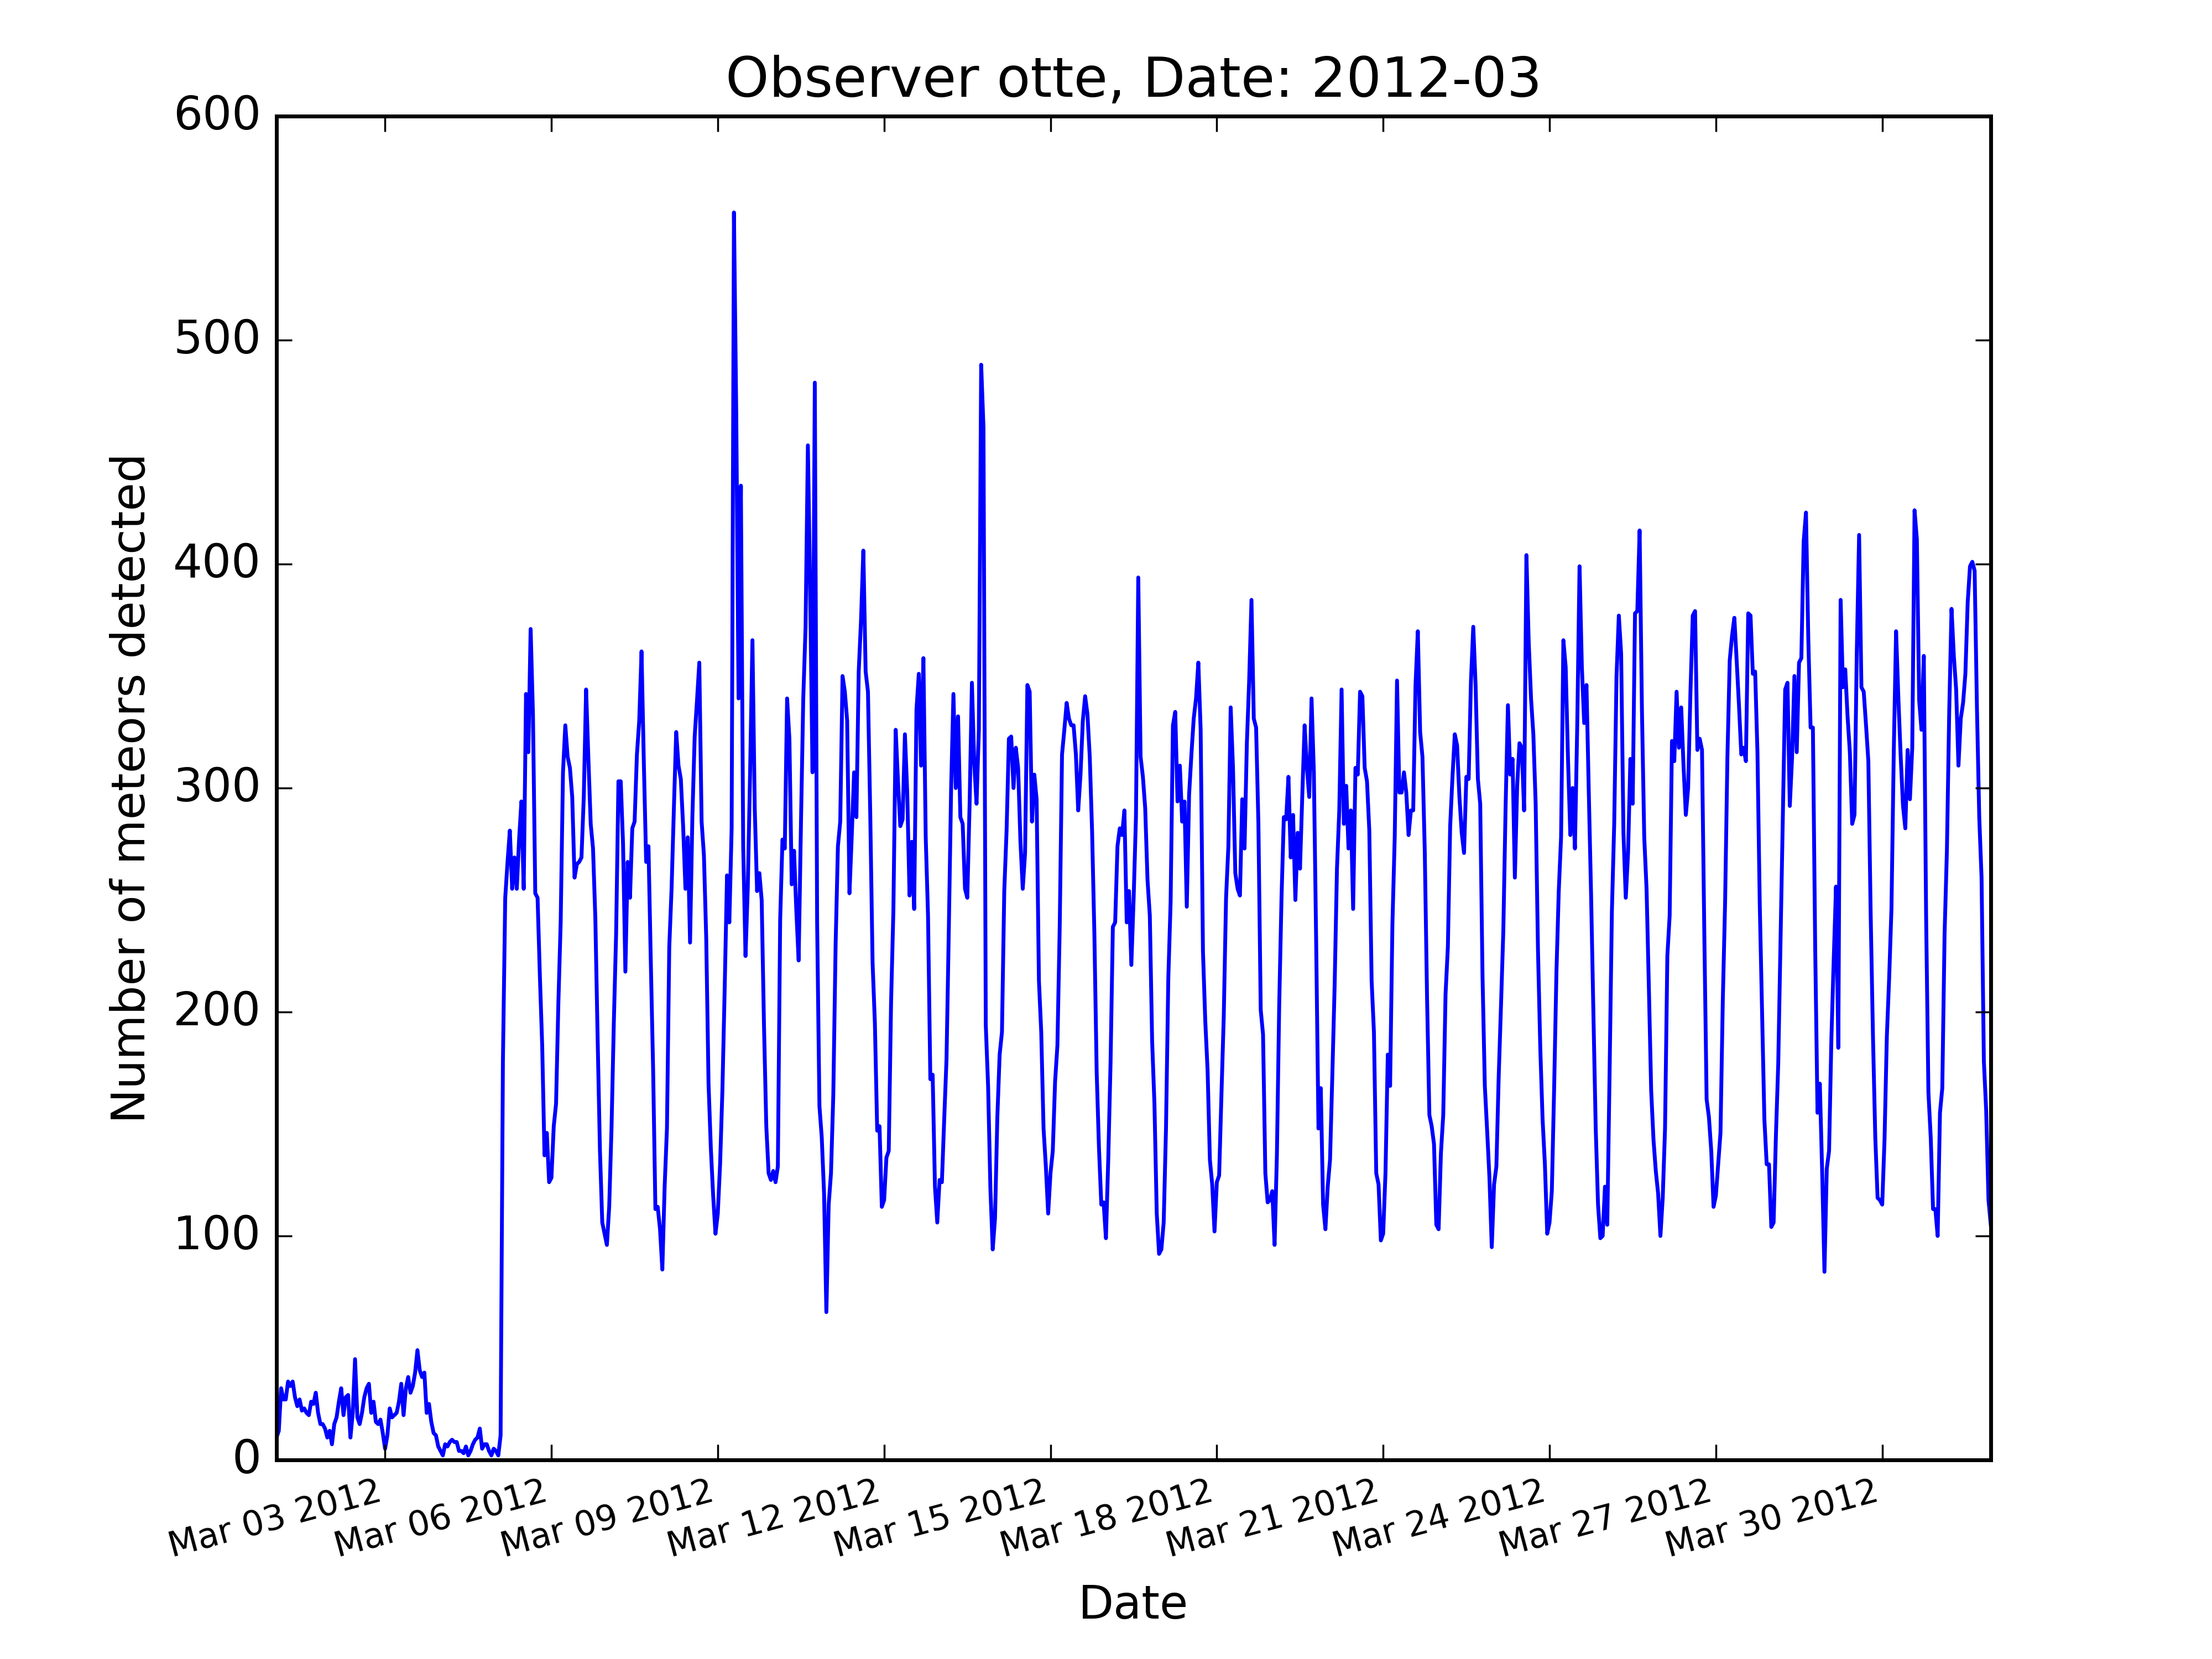 Observer otte, Date: 2012-03
600
500
400
300
200
100
0
Number of meteors detected
Mar 03 2012
Mar 06 2012
Mar 09 2012
Mar 12 2012
Mar 15 2012
Mar 18 2012
Mar 21 2012
Mar 24 2012
Mar 27 2012
Mar 30 2012
Date